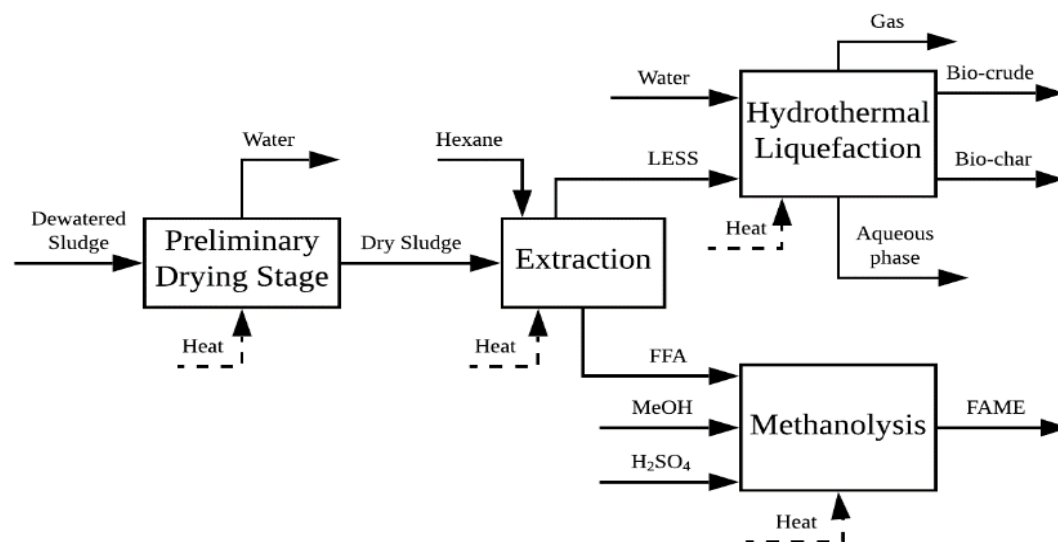 Gas
Water
Bio-crude
Hydrothermal
Liquefaction
Water
Hexane
LESS
Bio-char
Dewatered
Sludge
Preliminary
Drying Stage
Dry Sludge
Extraction
Heat
Aqueous
phase
Heat
Heat
FFA
MeOH
Methanolysis
FAME
H₂SO₄
Heat